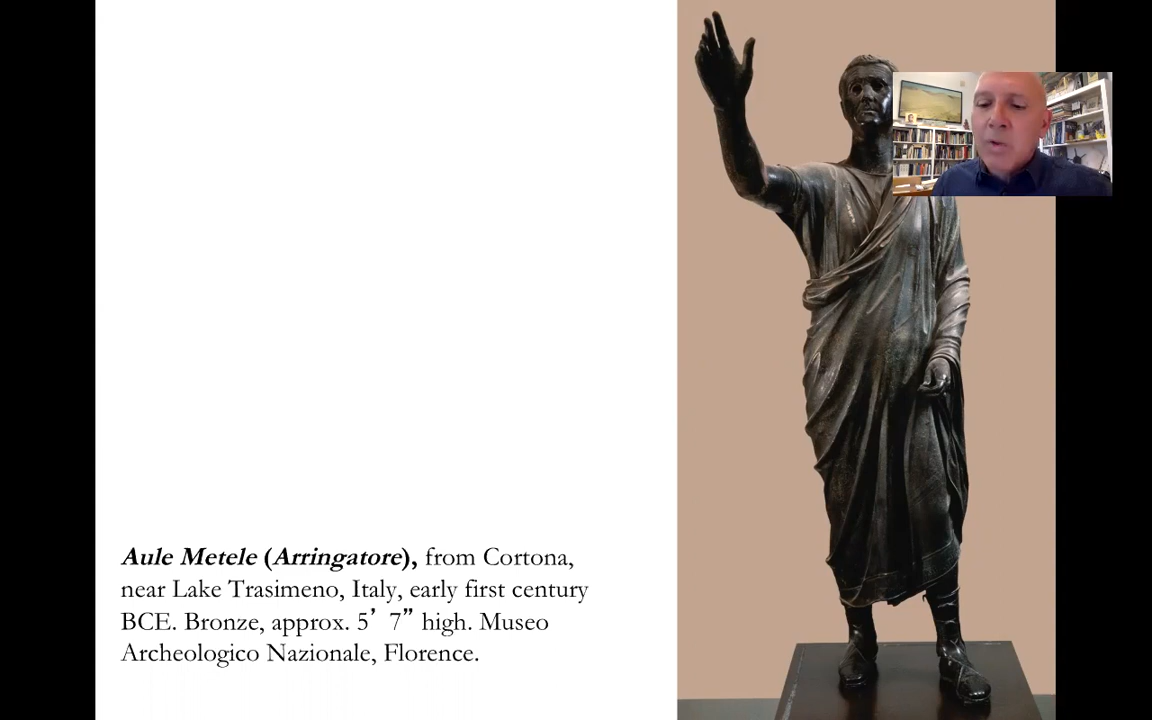 Aule Metele (Arringatore), from Cortona,
near Lake Trasimeno, Italy, early first century
BCE. Bronze, approx. 5’ 7” high. Museo
Archeologico Nazionale, Florence.